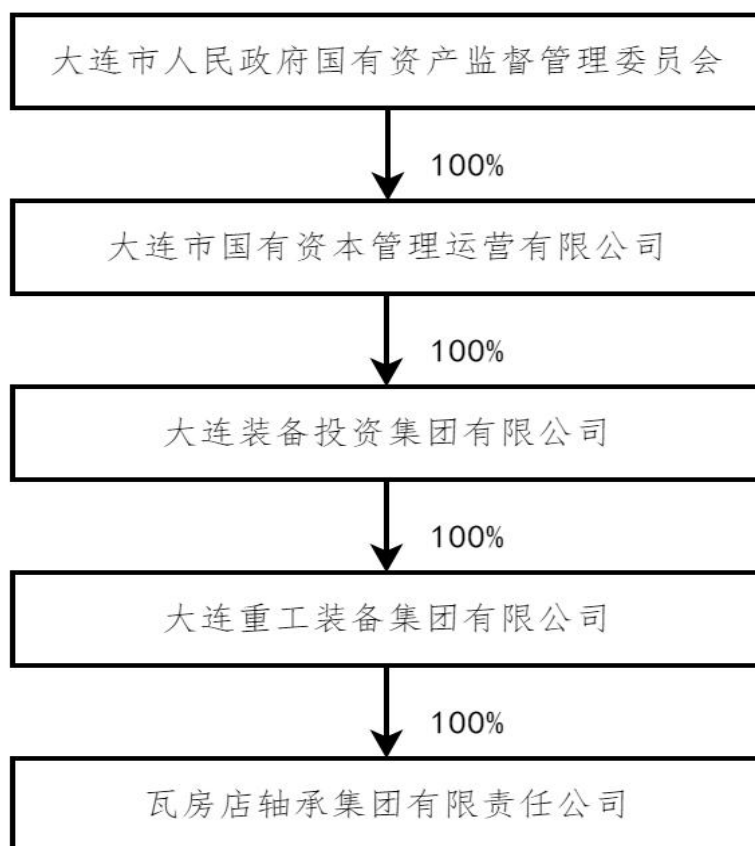 大连市人民政府国有资产监督管理委员会
100%
大连市国有资本管理运营有限公司
100%
大连装备投资集团有限公司
100%
大连重工装备集团有限公司
100%
瓦房店轴承集团有限责任公司